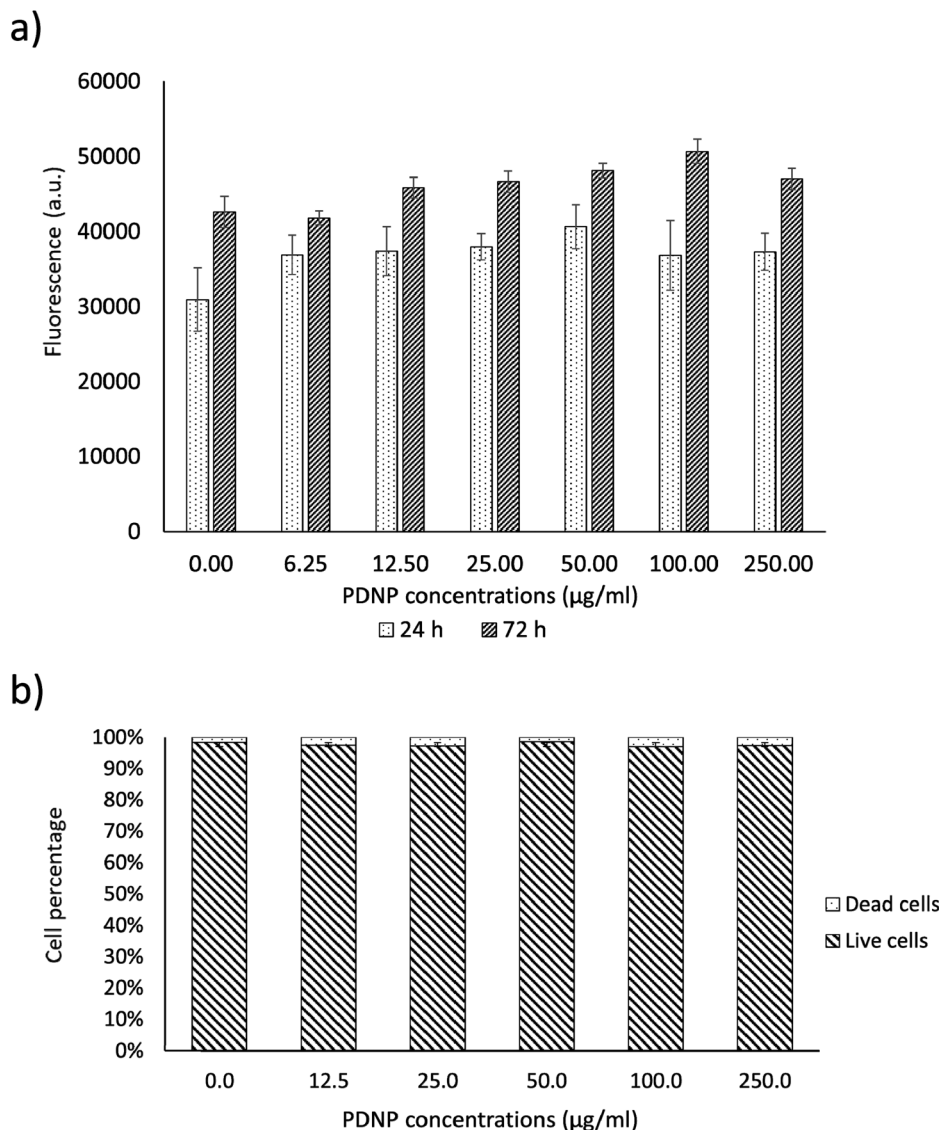 a)
60000
50000
40000
30000
20000
10000
0
Fluorescence (a.u.)
0.00 6.25 12.50 25.00 50.00 100.00 250.00
PDNP concentrations (µg/ml)
24 h 72 h
b)
100%
90%
80%
70%
60%
50%
40%
30%
20%
10%
0%
Cell percentage
Dead cells
Live cells
0.0 12.5 25.0 50.0 100.0 250.0
PDNP concentrations (µg/ml)